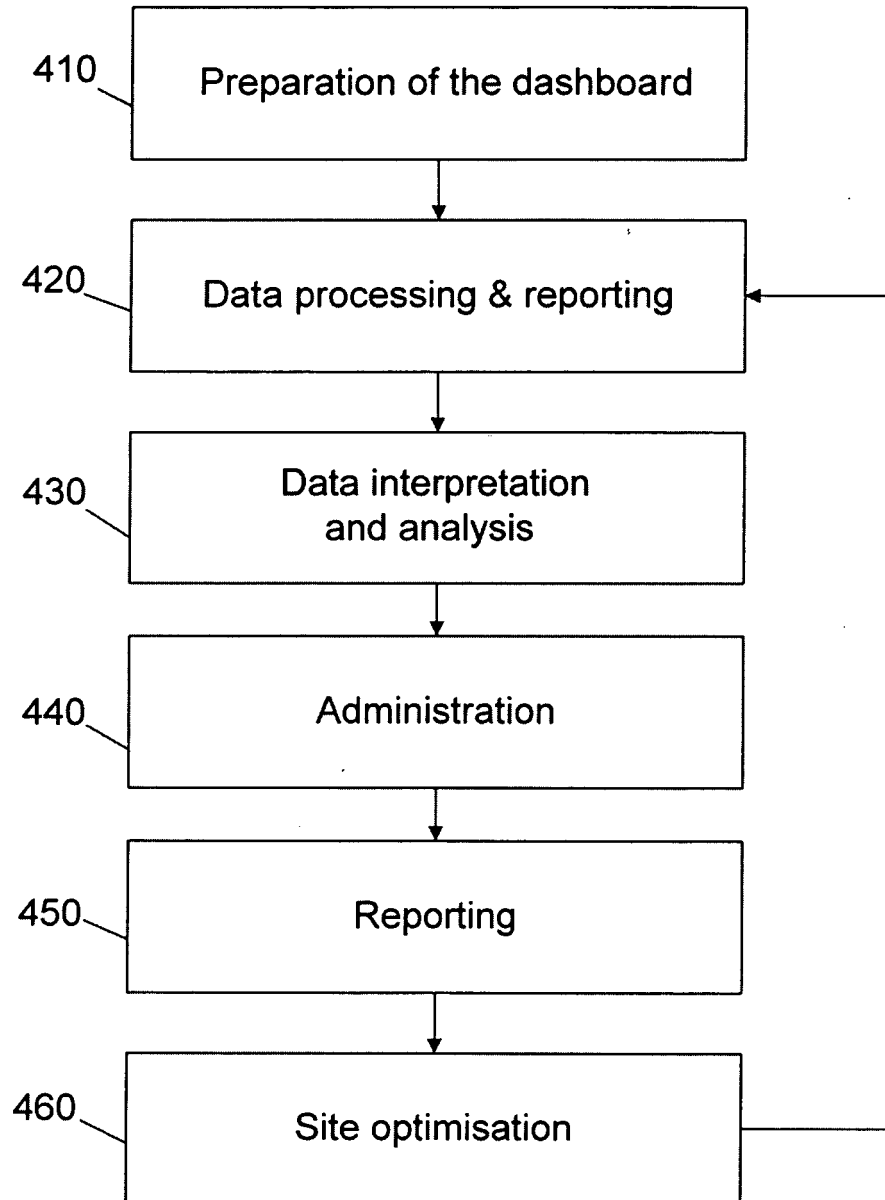 410
Preparation of the dashboard
420
Data processing & reporting
430
Data interpretation
and analysis
440
Administration
450
Reporting
460
Site optimisation